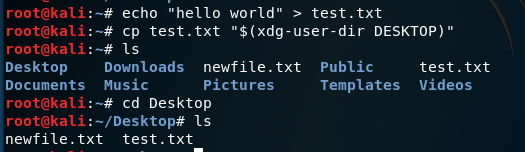 root@kali:~# echo "hello world" > test.txt
root@kali:~# cp test.txt "$(xdg-user-dir DESKTOP)"
root@kali:~# ls
Desktop    Downloads  newfile.txt  Public     test.txt
Documents  Music      Pictures     Templates  Videos
root@kali:~# cd Desktop
root@kali:~/Desktop# ls
newfile.txt  test.txt